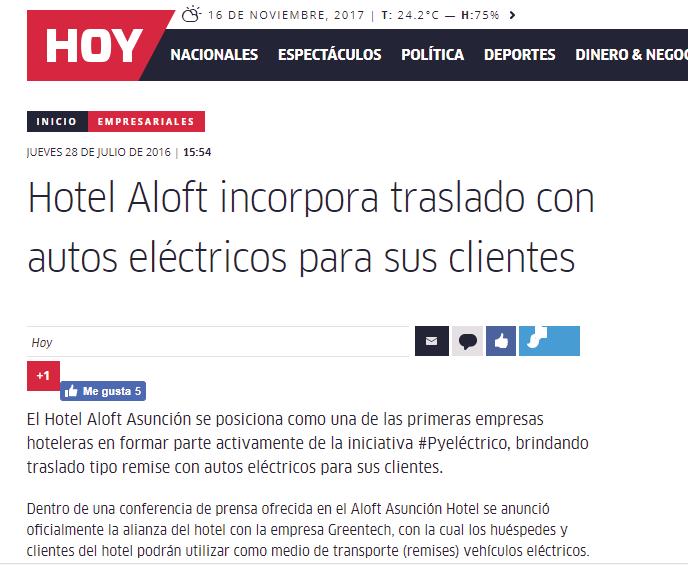 HOY
16 DE NOVIEMBRE, 2017 | T: 24.2°C — H:75%
NACIONALES ESPECTÁCULOS POLÍTICA DEPORTES DINERO & NEGOC
INICIO EMPRESARIALES
JUEVES 28 DE JULIO DE 2016 | 15:54
Hotel Aloft incorpora traslado con
autos eléctricos para sus clientes
Hoy
+1
Me gusta 5
El Hotel Aloft Asunción se posiciona como una de las primeras empresas
hoteleras en formar parte activamente de la iniciativa #Pyeléctrico, brindando
traslado tipo remise con autos eléctricos para sus clientes.
Dentro de una conferencia de prensa ofrecida en el Aloft Asunción Hotel se anunció
oficialmente la alianza del hotel con la empresa Greentech, con la cual los huéspedes y
clientes del hotel podrán utilizar como medio de transporte (remises) vehículos eléctricos.